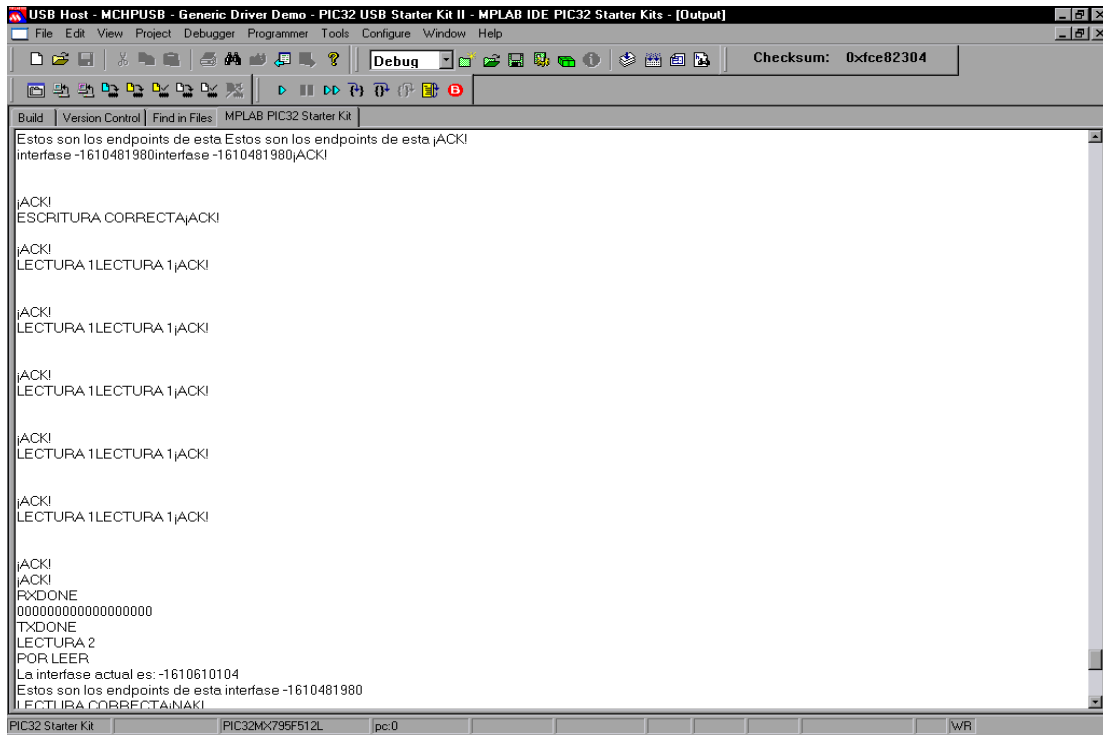 USB Host - MCHPUSB - Generic Driver Demo - PIC32 USB Starter Kit II - MPLAB IDE PIC32 Starter Kits - [Output]
File Edit View Project Debugger Programmer Tools Configure Window Help
Debug Checksum: 0xfce82304
Build Version Control Find in Files MPLAB PIC32 Starter Kit
Estos son los endpoints de esta Estos son los endpoints de esta ¡ACK!
interfase -1610481980interfase -1610481980¡ACK!
¡ACK!
ESCRITURA CORRECTA¡ACK!
¡ACK!
LECTURA 1LECTURA 1¡ACK!
¡ACK!
LECTURA 1LECTURA 1¡ACK!
¡ACK!
LECTURA 1LECTURA 1¡ACK!
¡ACK!
LECTURA 1LECTURA 1¡ACK!
¡ACK!
LECTURA 1LECTURA 1¡ACK!
¡ACK!
¡ACK!
RXDONE
000000000000000000
TXDONE
LECTURA 2
POR LEER
La interfase actual es: -1610610104
Estos son los endpoints de esta interfase -1610481980
LECTURA CORRECTA¡NAK!
PIC32 Starter Kit PIC32MX795F512L pc:0 WR